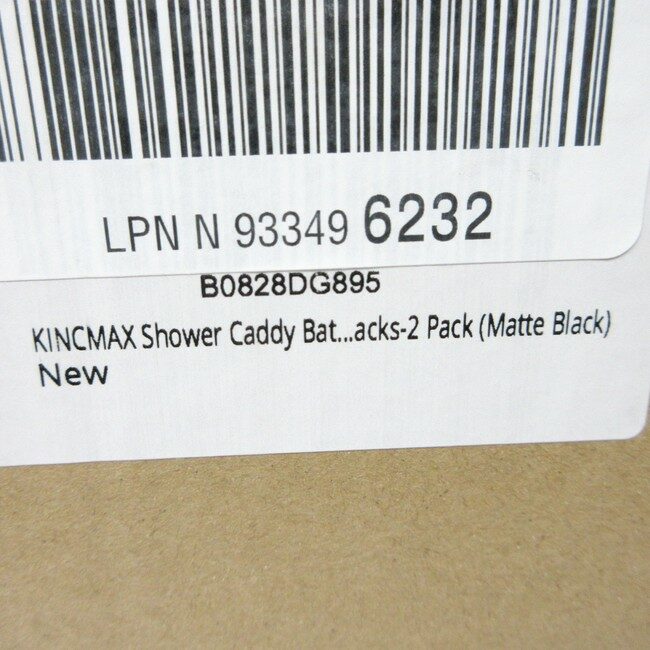 LPN N 93349 6232
B0828DG895
KINCMAX Shower Caddy Bat...acks-2 Pack (Matte Black)
New